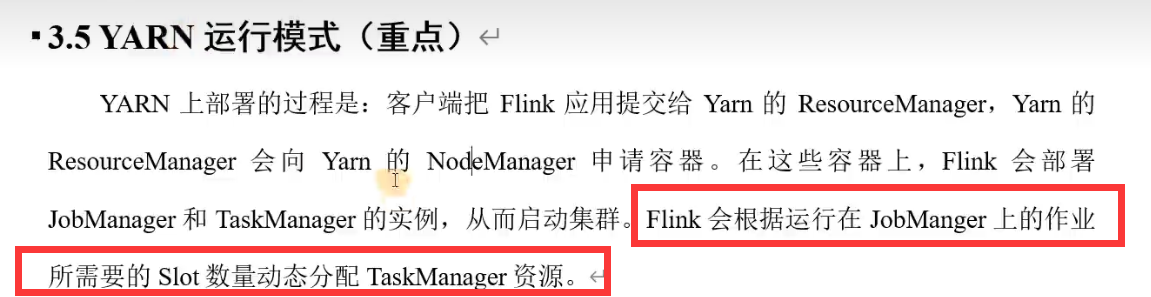 ▪3.5 YARN 运行模式（重点）↵
YARN 上部署的过程是：客户端把 Flink 应用提交给 Yarn 的 ResourceManager，Yarn 的
ResourceManager 会向 Yarn 的 NodeManager 申请容器。在这些容器上，Flink 会部署
JobManager 和 TaskManager 的实例，从而启动集群。Flink 会根据运行在 JobManger 上的作业
所需要的 Slot 数量动态分配 TaskManager 资源。↵